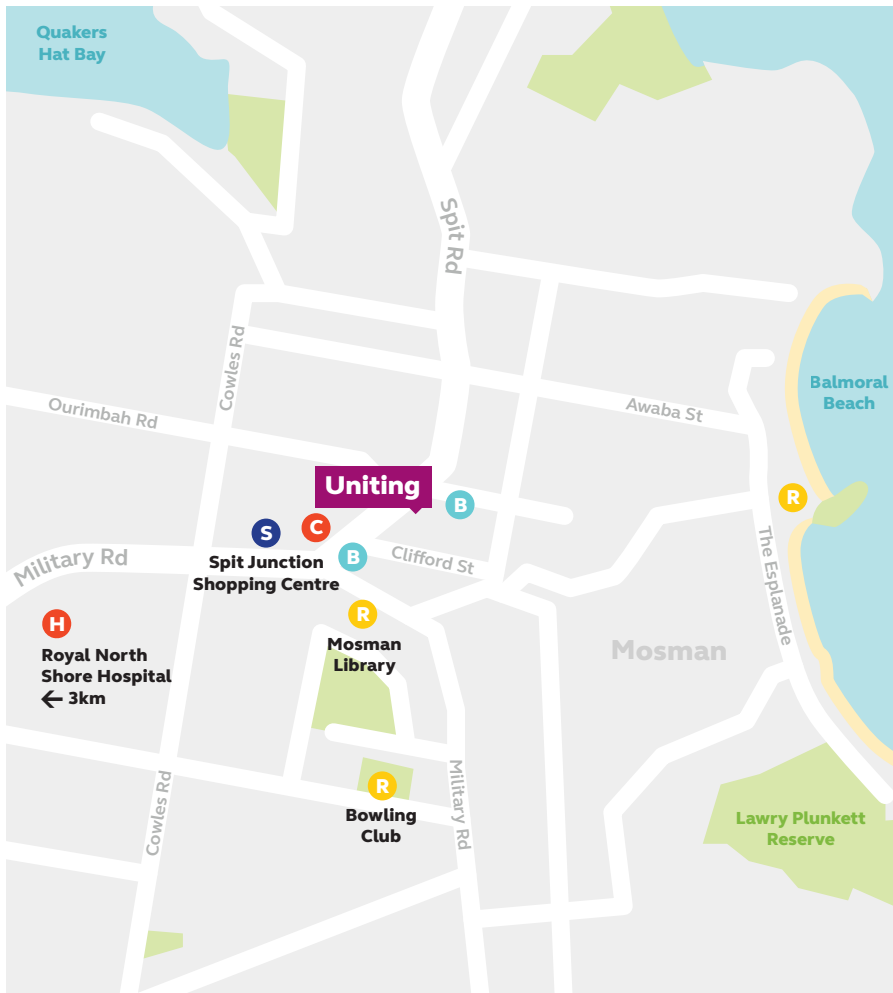 Quakers
Hat Bay
Spit Rd
Cowles Rd
Balmoral
Beach
Ourimbah Rd
Awaba St
Uniting
R
B
S
C
B
Clifford St
Military Rd
Spit Junction
Shopping Centre
The Esplanade
H
R
Royal North
Shore Hospital
← 3km
Mosman
Library
Mosman
Military Rd
Cowles Rd
R
Bowling
Club
Lawry Plunkett
Reserve